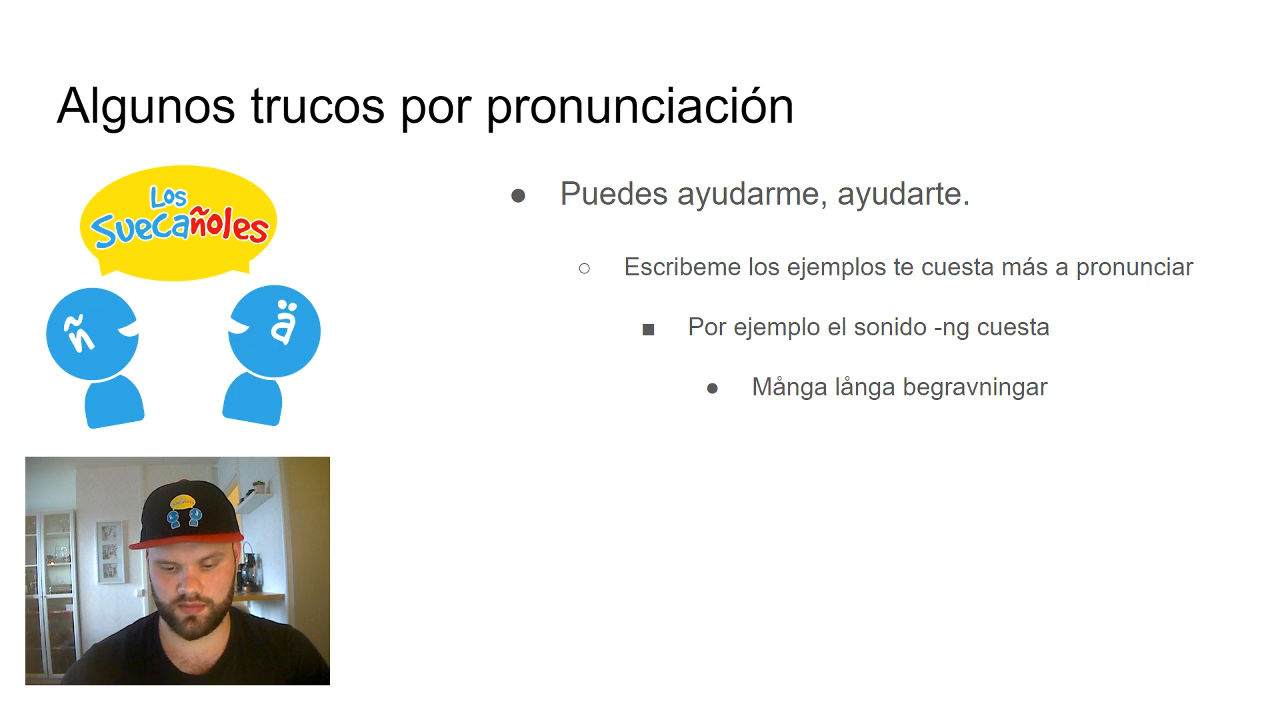 Algunos trucos por pronunciación
Los
Suecañoles
ñ
ä
● Puedes ayudarme, ayudarte.
○ Escribeme los ejemplos te cuesta más a pronunciar
■ Por ejemplo el sonido -ng cuesta
● Många långa begravningar